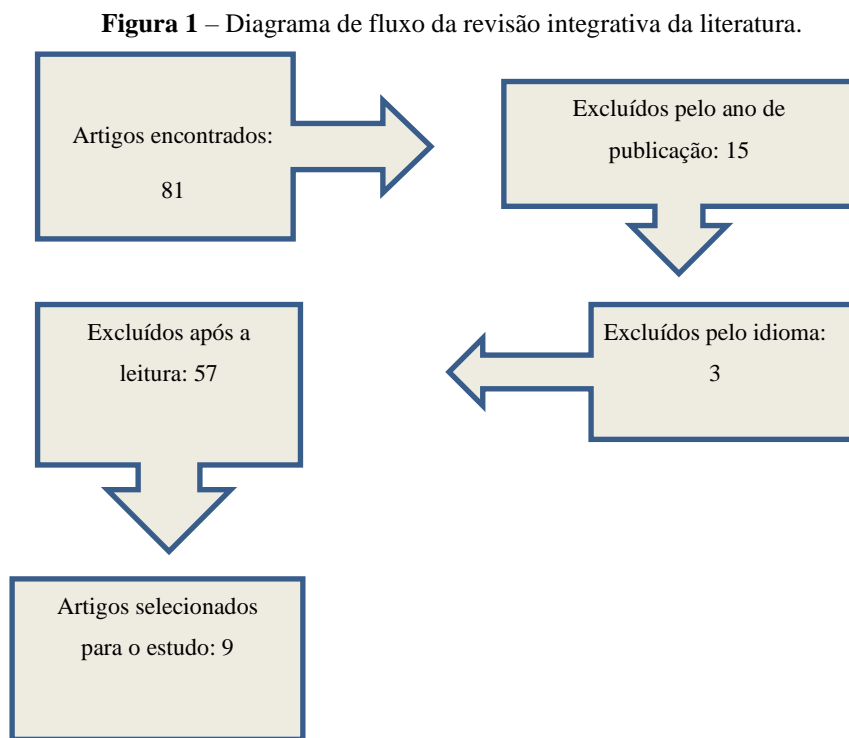 Figura 1 – Diagrama de fluxo da revisão integrativa da literatura.
Artigos encontrados:
81
Excluídos pelo ano de
publicação: 15
Excluídos pelo idioma:
3
Excluídos após a
leitura: 57
Artigos selecionados
para o estudo: 9